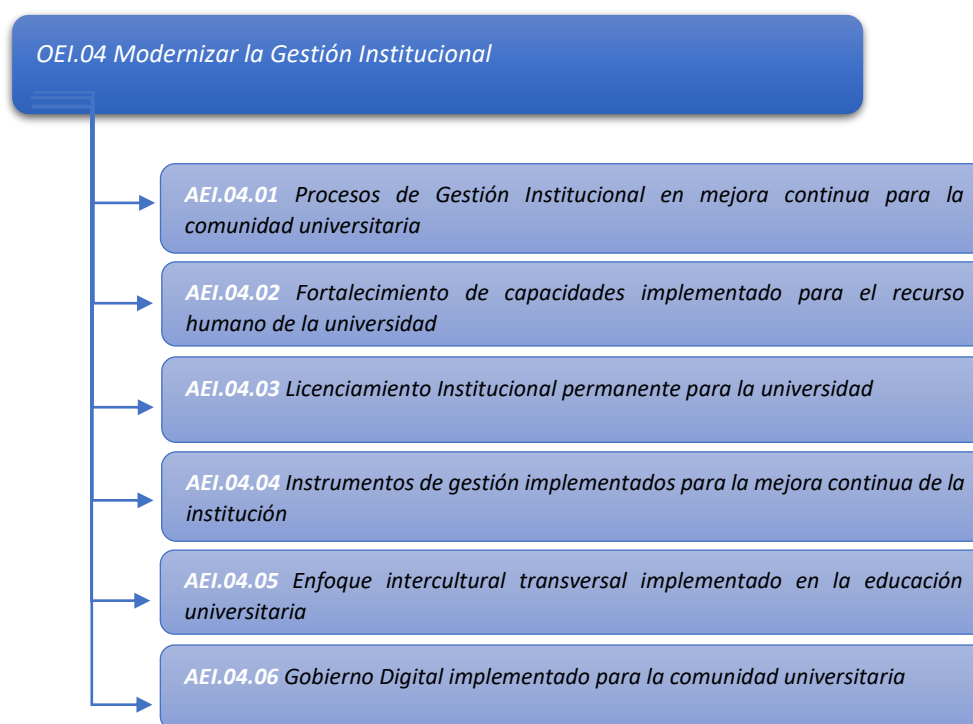 OEI.04 Modernizar la Gestión Institucional
AEI.04.01 Procesos de Gestión Institucional en mejora continua para la
comunidad universitaria
AEI.04.02 Fortalecimiento de capacidades implementado para el recurso
humano de la universidad
AEI.04.03 Licenciamiento Institucional permanente para la universidad
AEI.04.04 Instrumentos de gestión implementados para la mejora continua de la
institución
AEI.04.05 Enfoque intercultural transversal implementado en la educación
universitaria
AEI.04.06 Gobierno Digital implementado para la comunidad universitaria